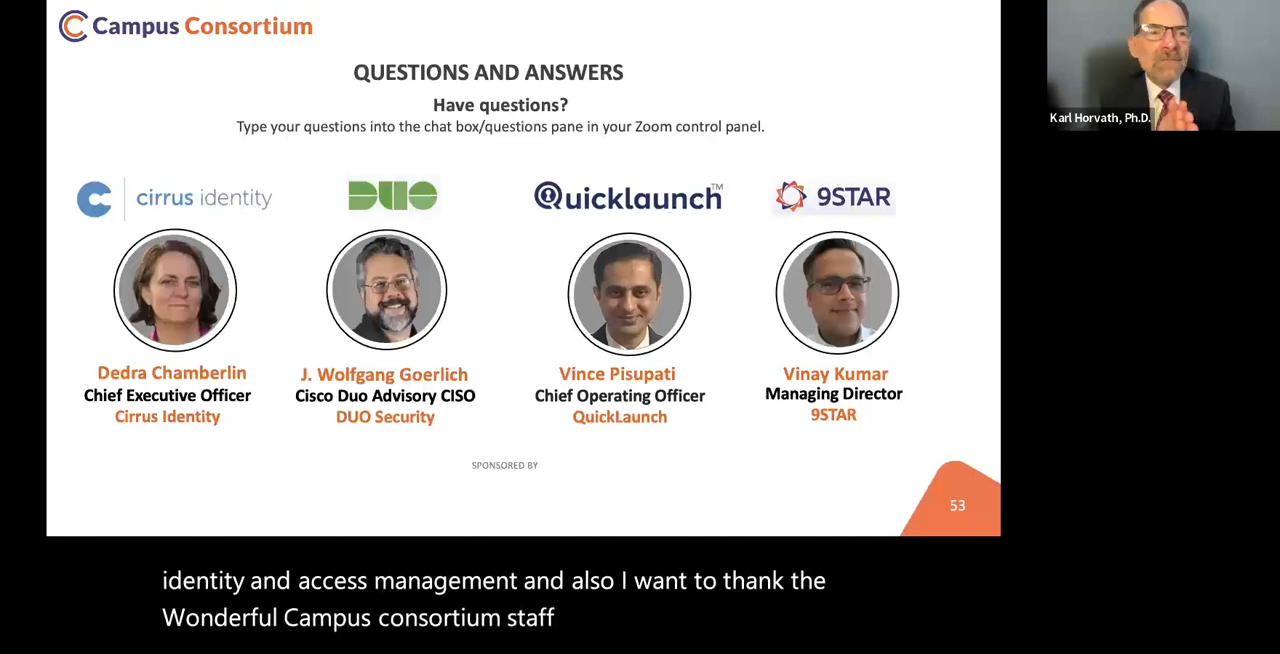 Campus Consortium
QUESTIONS AND ANSWERS
Have questions?
Type your questions into the chat box/questions pane in your Zoom control panel.
cirrus identity
DUO
Quicklaunch™
9STAR
Dedra Chamberlin
Chief Executive Officer
Cirrus Identity
J. Wolfgang Goerlich
Cisco Duo Advisory CISO
DUO Security
Vince Pisupati
Chief Operating Officer
QuickLaunch
Vinay Kumar
Managing Director
9STAR
SPONSORED BY
53
Karl Horvath, Ph.D.
identity and access management and also I want to thank the
Wonderful Campus consortium staff